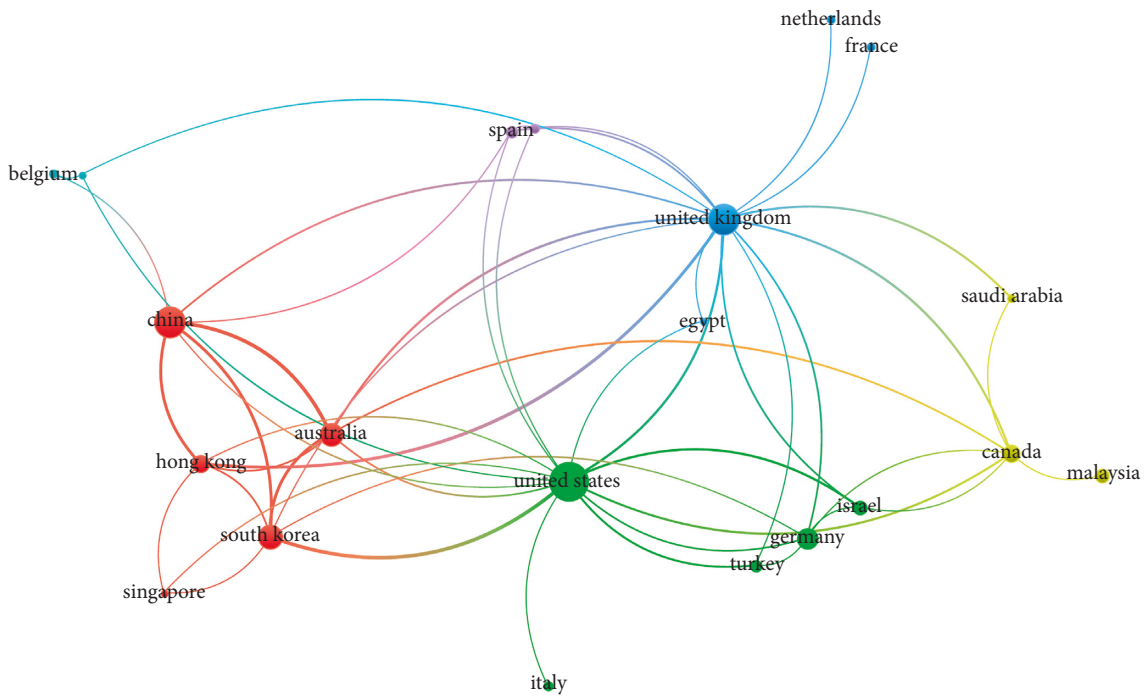 netherlands
france
spain
belgium
united kingdom
saudi arabia
china
egypt
australia
hong kong
canada
malaysia
united states
israel
south korea
germany
turkey
singapore
italy